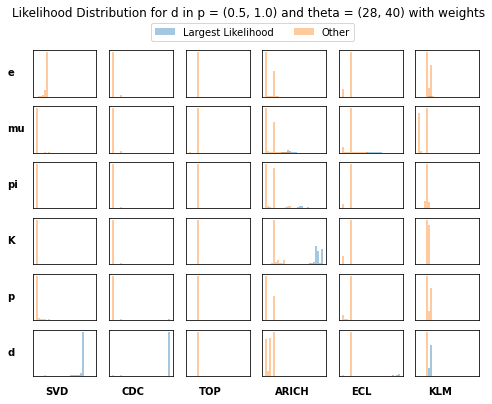 Likelihood Distribution for d in p = (0.5, 1.0) and theta = (28, 40) with weights
Largest Likelihood Other
e
mu
pi
K
p
d
SVD CDC TOP ARICH ECL KLM